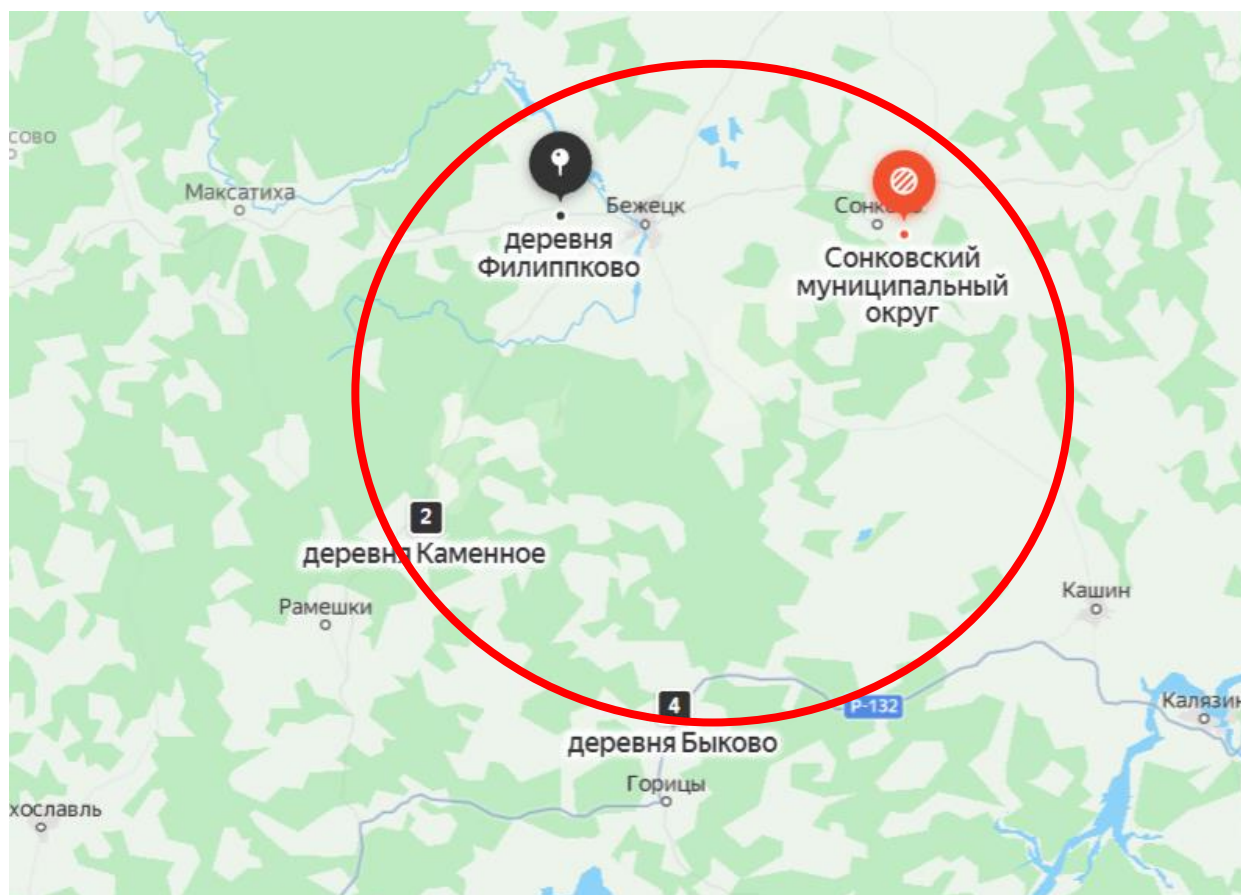 сово
Максатиха
Бежецк
деревня
Филиппково
Сонк
Сонковский
муниципальный
округ
2
деревня Каменное
Рамешки
Кашин
4
Р-132
Калязин
деревня Быково
Горицы
хославль